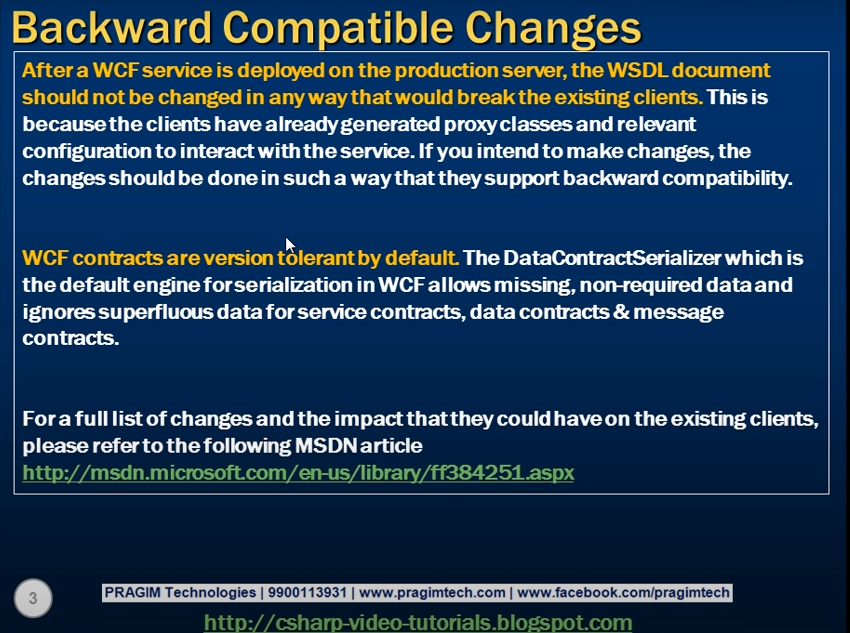 Backward Compatible Changes
After a WCF service is deployed on the production server, the WSDL document
should not be changed in any way that would break the existing clients. This is
because the clients have already generated proxy classes and relevant
configuration to interact with the service. If you intend to make changes, the
changes should be done in such a way that they support backward compatibility.
WCF contracts are version tolerant by default. The DataContractSerializer which is
the default engine for serialization in WCF allows missing, non-required data and
ignores superfluous data for service contracts, data contracts & message
contracts.
For a full list of changes and the impact that they could have on the existing clients,
please refer to the following MSDN article
http://msdn.microsoft.com/en-us/library/ff384251.aspx
3
PRAGIM Technologies | 9900113931 | www.pragimtech.com | www.facebook.com/pragimtech
http://csharp-video-tutorials.blogspot.com